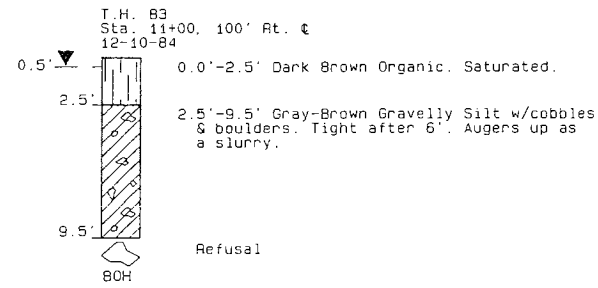 T.H. 83
Sta. 11+00, 100' Rt. ℄
12-10-84
0.5' 0.0'-2.5' Dark Brown Organic. Saturated.
2.5' 2.5'-9.5' Gray-Brown Gravelly Silt w/cobbles
& boulders. Tight after 6'. Augers up as
a slurry.
9.5'
Refusal
BOH